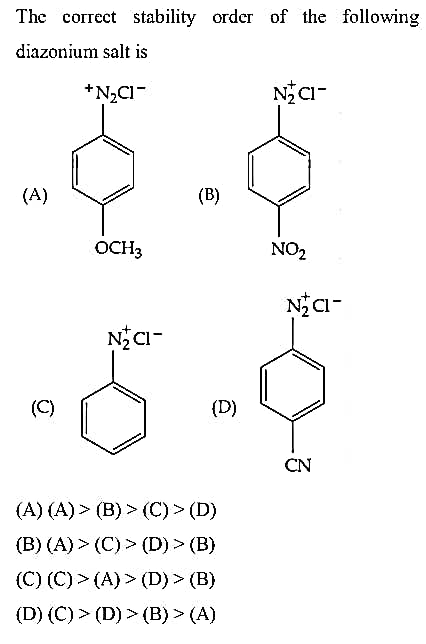 The correct stability order of the following
diazonium salt is
⁺N₂Cl⁻
(A)
OCH₃
N₂⁺Cl⁻
(B)
NO₂
N₂⁺Cl⁻
(C)
N₂⁺Cl⁻
(D)
CN
(A) (A) > (B) > (C) > (D)
(B) (A) > (C) > (D) > (B)
(C) (C) > (A) > (D) > (B)
(D) (C) > (D) > (B) > (A)